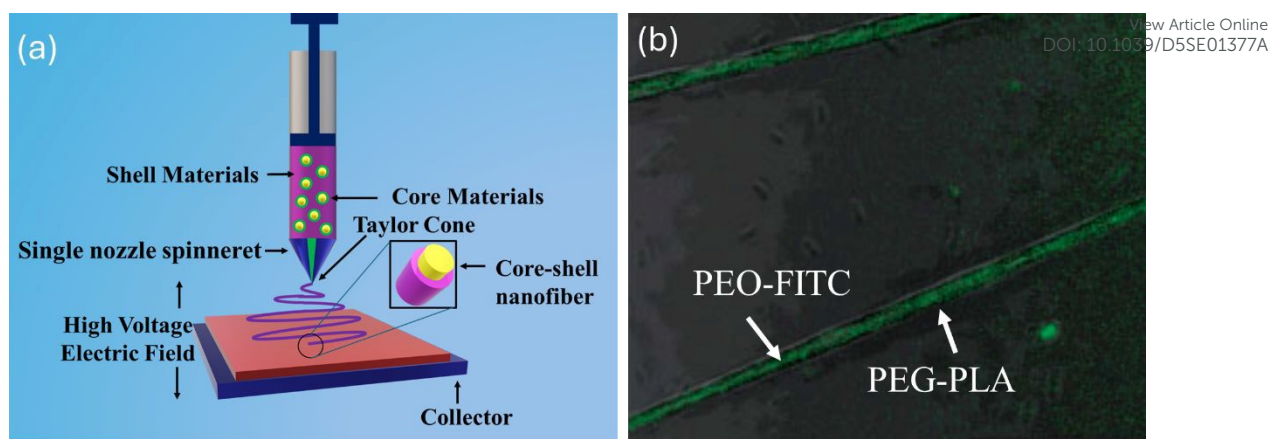 (a)
Shell Materials
Core Materials
Taylor Cone
Single nozzle spinneret
Core-shell
nanofiber
High Voltage
Electric Field
Collector
(b)
View Article Online
DOI: 10.1039/D5SE01377A
PEO-FITC
PEG-PLA